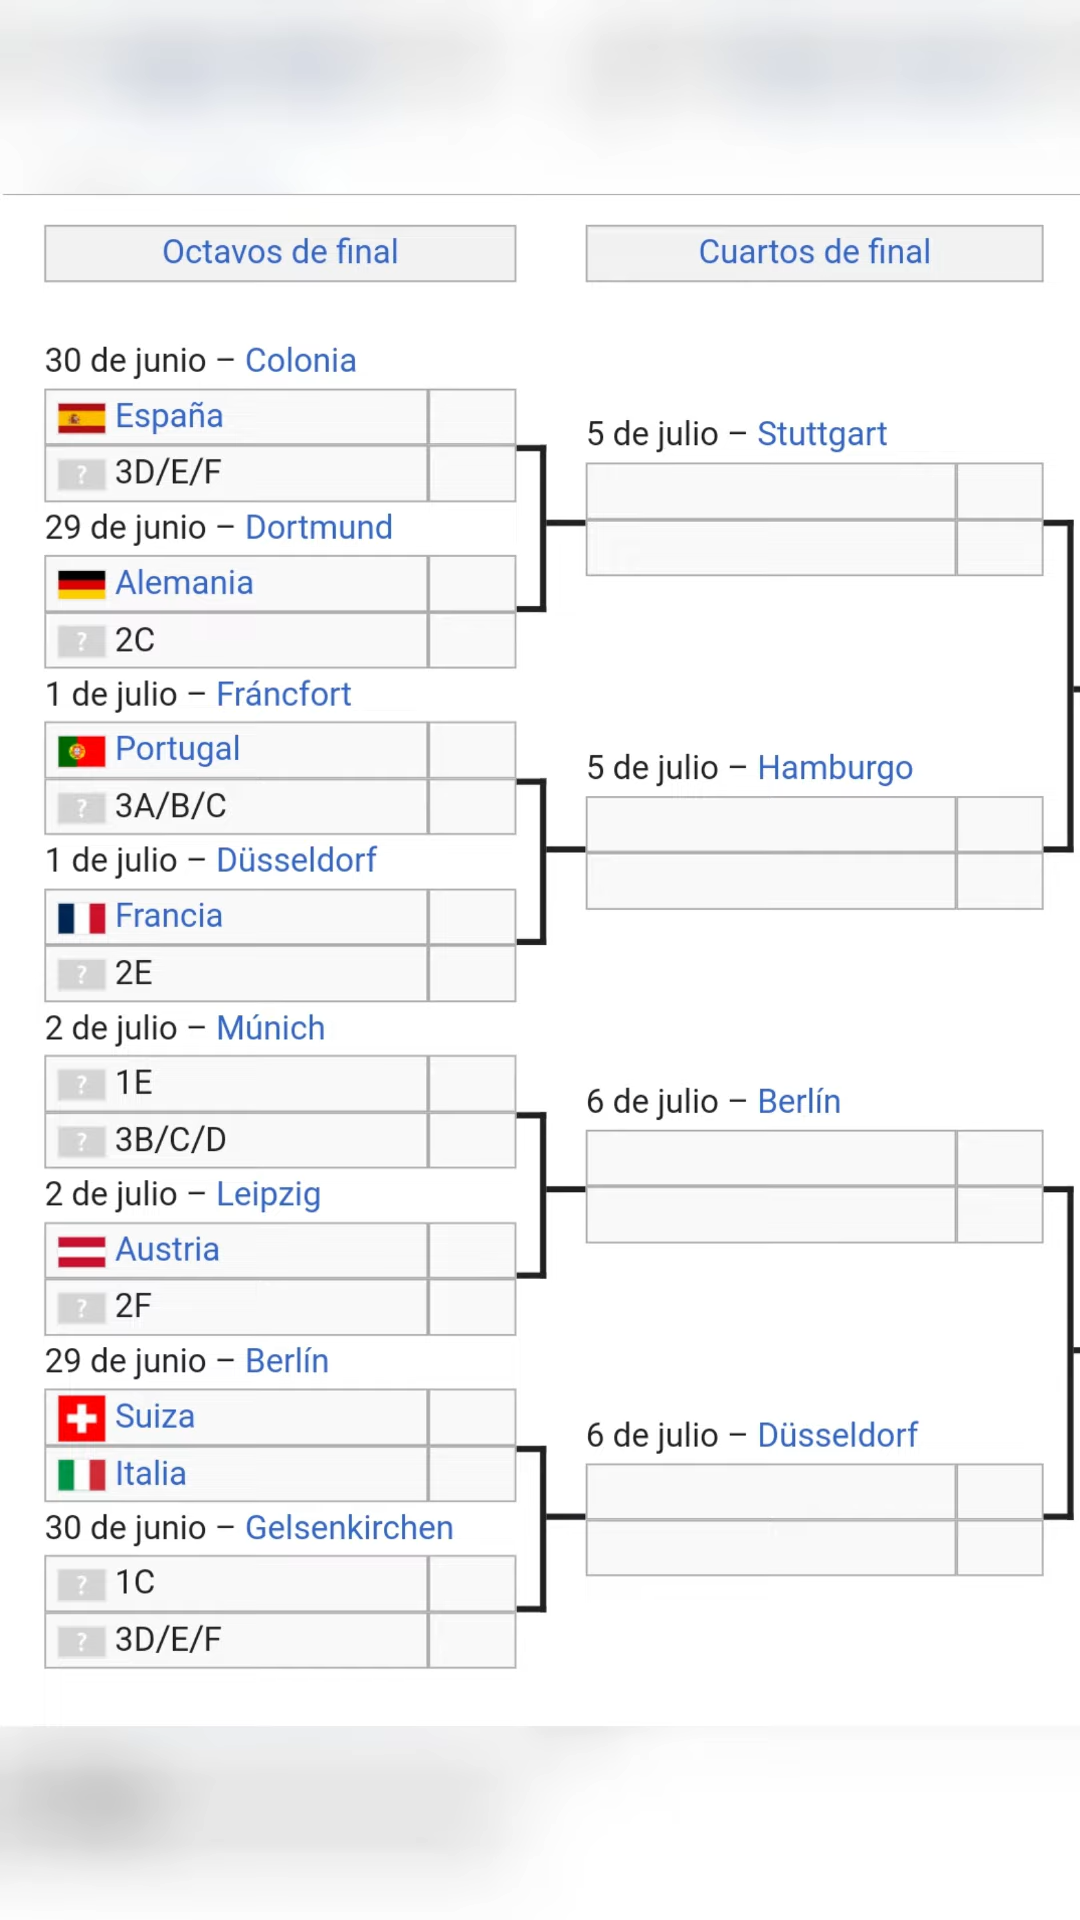 Octavos de final
Cuartos de final
30 de junio – Colonia
España
3D/E/F
29 de junio – Dortmund
Alemania
2C
1 de julio – Fráncfort
Portugal
3A/B/C
1 de julio – Düsseldorf
Francia
2E
2 de julio – Múnich
1E
3B/C/D
2 de julio – Leipzig
Austria
2F
29 de junio – Berlín
Suiza
Italia
30 de junio – Gelsenkirchen
1C
3D/E/F
5 de julio – Stuttgart
5 de julio – Hamburgo
6 de julio – Berlín
6 de julio – Düsseldorf